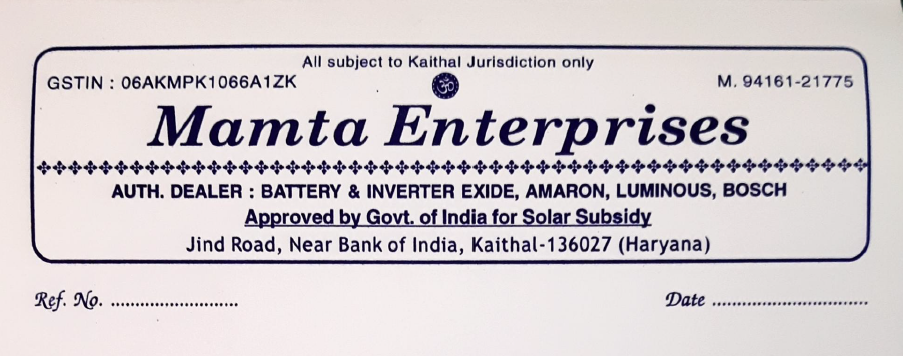 All subject to Kaithal Jurisdiction only
GSTIN : 06AKMPK1066A1ZK
ॐ
M. 94161-21775
Mamta Enterprises
AUTH. DEALER : BATTERY & INVERTER EXIDE, AMARON, LUMINOUS, BOSCH
Approved by Govt. of India for Solar Subsidy
Jind Road, Near Bank of India, Kaithal-136027 (Haryana)
Ref. No. ..........................
Date ................................